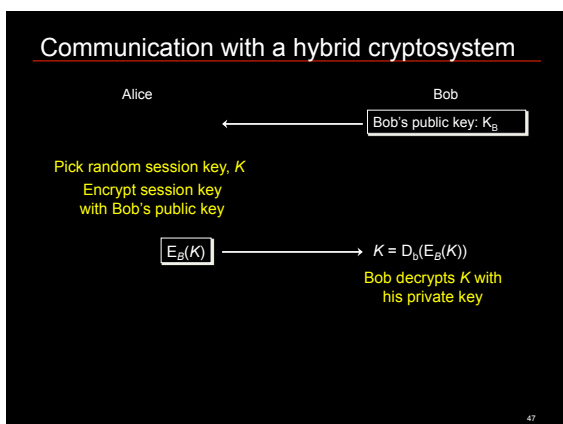 Communication with a hybrid cryptosystem
Alice
Bob
Bob's public key: K_B
Pick random session key, K
Encrypt session key
with Bob's public key
E_B(K)
K = D_b(E_B(K))
Bob decrypts K with
his private key
47